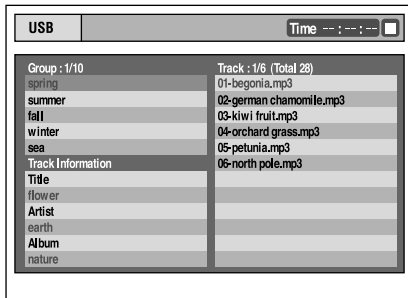 USB
Time --:--:--
Group : 1/10
spring
summer
fall
winter
sea
Track Information
Title
flower
Artist
earth
Album
nature
Track : 1/6 (Total 28)
01-begonia.mp3
02-german chamomile.mp3
03-kiwi fruit.mp3
04-orchard grass.mp3
05-petunia.mp3
06-north pole.mp3